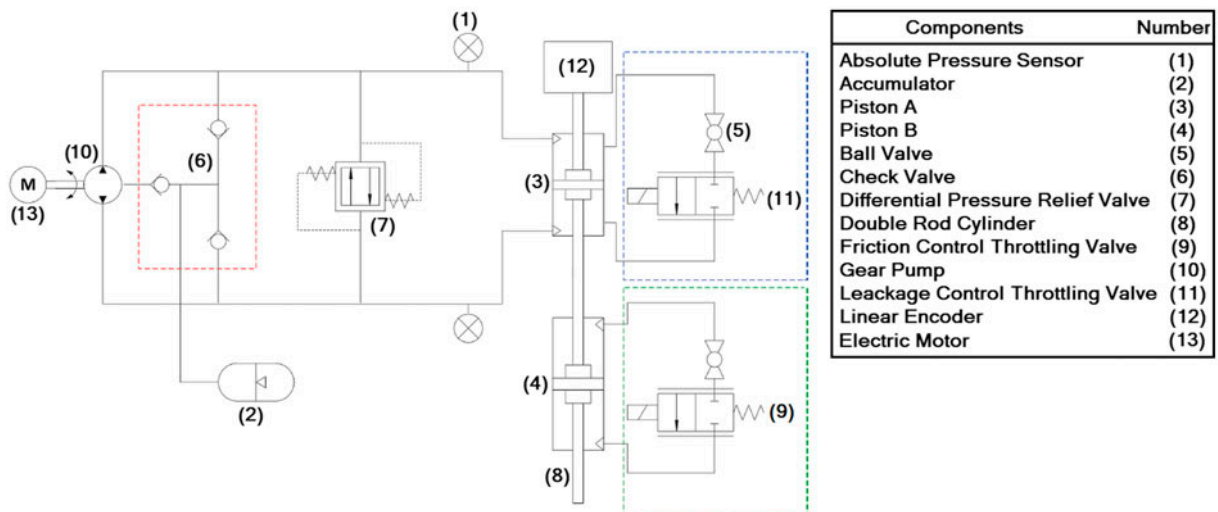 (1)
(12)
(10)
(6)
(5)
M
(3)
(13)
(7)
(11)
(4)
(9)
(2)
(8)
Components Number
Absolute Pressure Sensor (1)
Accumulator (2)
Piston A (3)
Piston B (4)
Ball Valve (5)
Check Valve (6)
Differential Pressure Relief Valve (7)
Double Rod Cylinder (8)
Friction Control Throttling Valve (9)
Gear Pump (10)
Leackage Control Throttling Valve (11)
Linear Encoder (12)
Electric Motor (13)